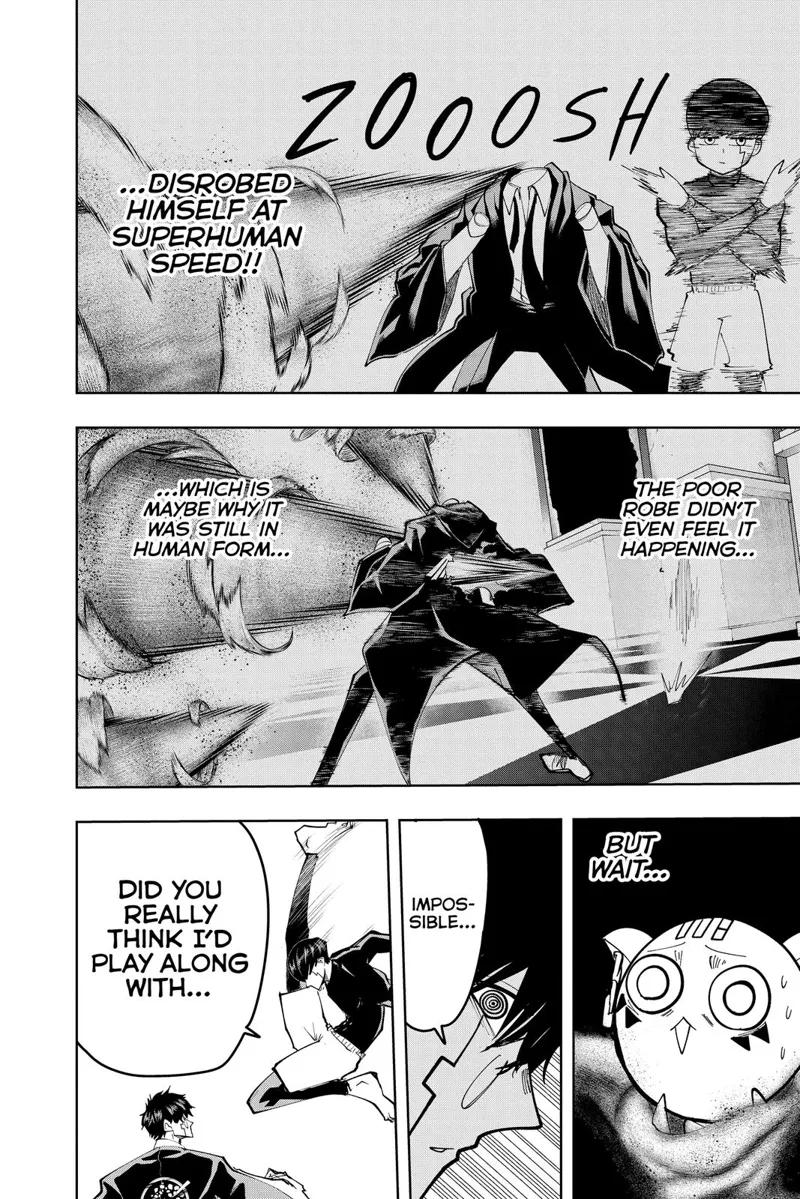 ZOOOSH
...DISROBED
HIMSELF AT
SUPERHUMAN
SPEED!!
THE POOR
ROBE DIDN'T
EVEN FEEL IT
HAPPENING...
...WHICH IS
MAYBE WHY IT
WAS STILL IN
HUMAN FORM...
BUT
WAIT...
IMPOS-
SIBLE...
DID YOU
REALLY
THINK I'D
PLAY ALONG
WITH...